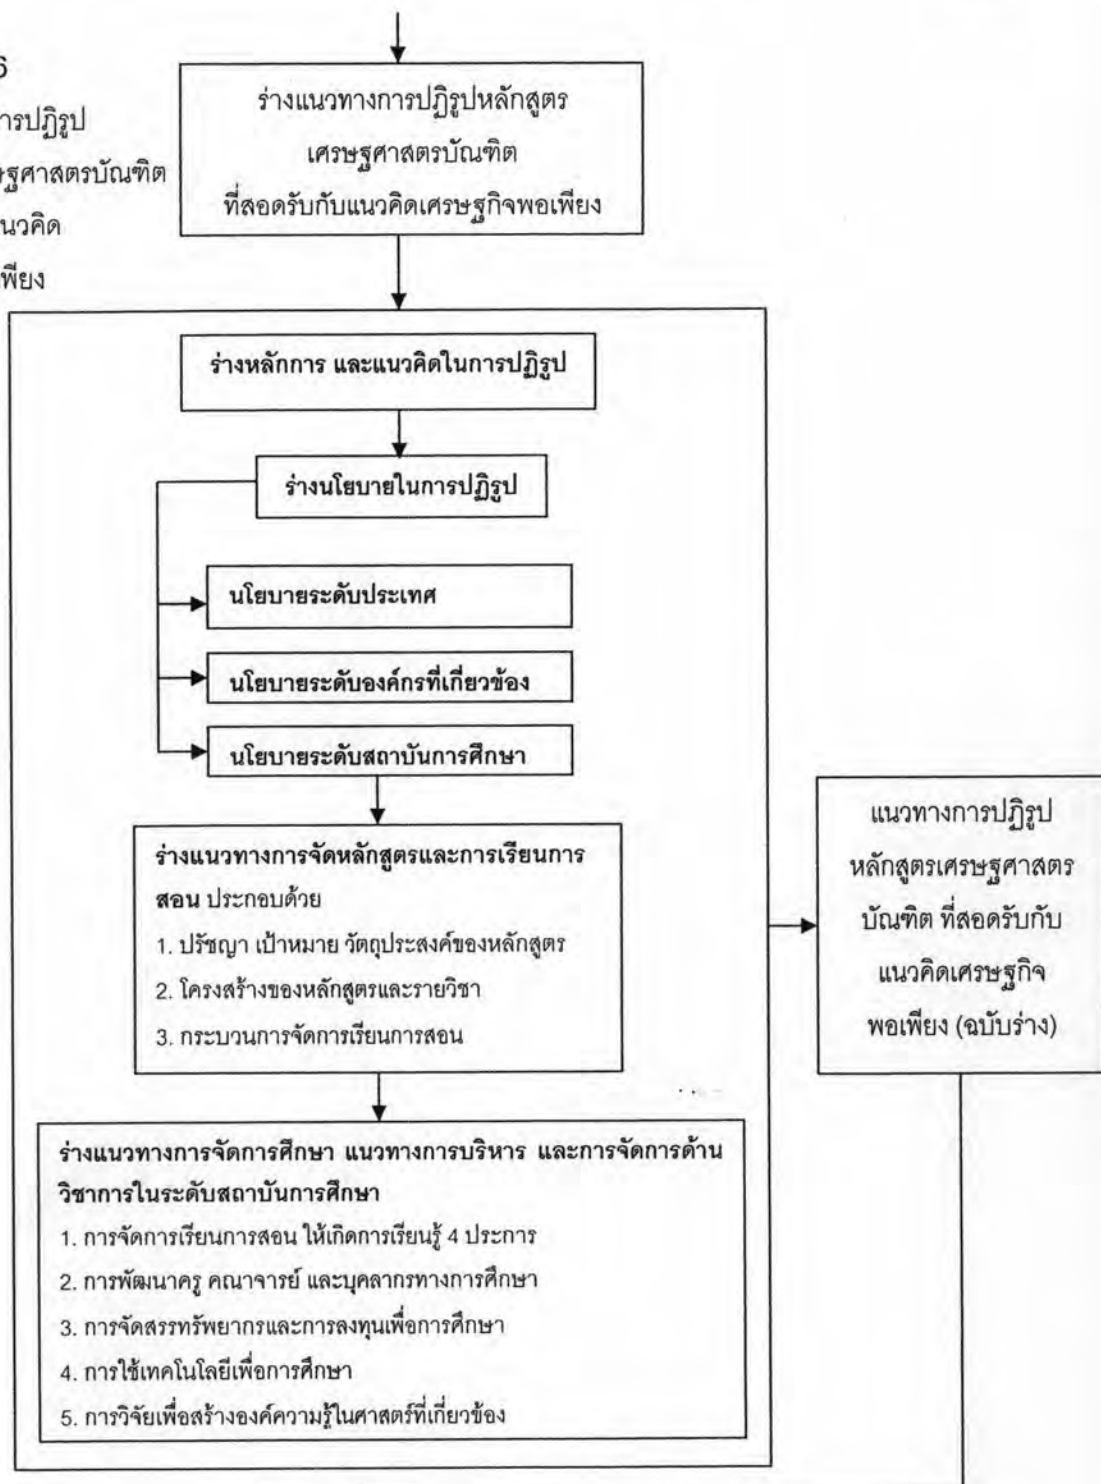 6
ารปฏิรูป
ษฐศาสตรบัณฑิต
นวคิด
พียง
ร่างแนวทางการปฏิรูปหลักสูตร
เศรษฐศาสตรบัณฑิต
ที่สอดรับกับแนวคิดเศรษฐกิจพอเพียง
ร่างหลักการ และแนวคิดในการปฏิรูป
ร่างนโยบายในการปฏิรูป
นโยบายระดับประเทศ
นโยบายระดับองค์กรที่เกี่ยวข้อง
นโยบายระดับสถาบันการศึกษา
ร่างแนวทางการจัดหลักสูตรและการเรียนการ
สอน ประกอบด้วย
1. ปรัชญา เป้าหมาย วัตถุประสงค์ของหลักสูตร
2. โครงสร้างของหลักสูตรและรายวิชา
3. กระบวนการจัดการเรียนการสอน
ร่างแนวทางการจัดการศึกษา แนวทางการบริหาร และการจัดการด้าน
วิชาการในระดับสถาบันการศึกษา
1. การจัดการเรียนการสอน ให้เกิดการเรียนรู้ 4 ประการ
2. การพัฒนาครู คณาจารย์ และบุคลากรทางการศึกษา
3. การจัดสรรทรัพยากรและการลงทุนเพื่อการศึกษา
4. การใช้เทคโนโลยีเพื่อการศึกษา
5. การวิจัยเพื่อสร้างองค์ความรู้ในศาสตร์ที่เกี่ยวข้อง
แนวทางการปฏิรูป
หลักสูตรเศรษฐศาสตร
บัณฑิต ที่สอดรับกับ
แนวคิดเศรษฐกิจ
พอเพียง (ฉบับร่าง)